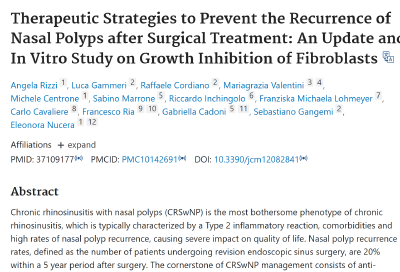 Therapeutic Strategies to Prevent the Recurrence of
Nasal Polyps after Surgical Treatment: An Update and
In Vitro Study on Growth Inhibition of Fibroblasts
Angela Rizzi 1, Luca Gammeri 2, Raffaele Cordiano 2, Mariagrazia Valentini 3 4,
Michele Centrone 1, Sabino Marrone 5, Riccardo Inchingolo 6, Franziska Michaela Lohmeyer 7,
Carlo Cavaliere 8, Francesco Ria 9 10, Gabriella Cadoni 5 11, Sebastiano Gangemi 2,
Eleonora Nucera 1 12
Affiliations + expand
PMID: 37109177 PMCID: PMC10142691 DOI: 10.3390/jcm12082841
Abstract
Chronic rhinosinusitis with nasal polyps (CRSwNP) is the most bothersome phenotype of chronic
rhinosinusitis, which is typically characterized by a Type 2 inflammatory reaction, comorbidities and
high rates of nasal polyp recurrence, causing severe impact on quality of life. Nasal polyp recurrence
rates, defined as the number of patients undergoing revision endoscopic sinus surgery, are 20%
within a 5 year period after surgery. The cornerstone of CRSwNP management consists of anti-